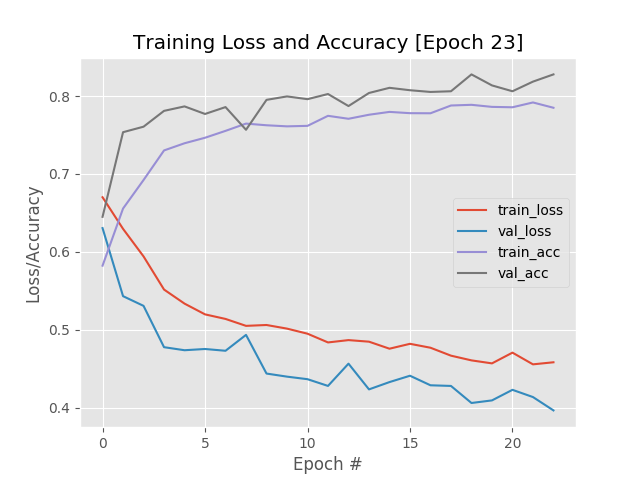 Training Loss and Accuracy [Epoch 23]
Loss/Accuracy
0.8
0.7
0.6
0.5
0.4
train_loss
val_loss
train_acc
val_acc
0 5 10 15 20
Epoch #